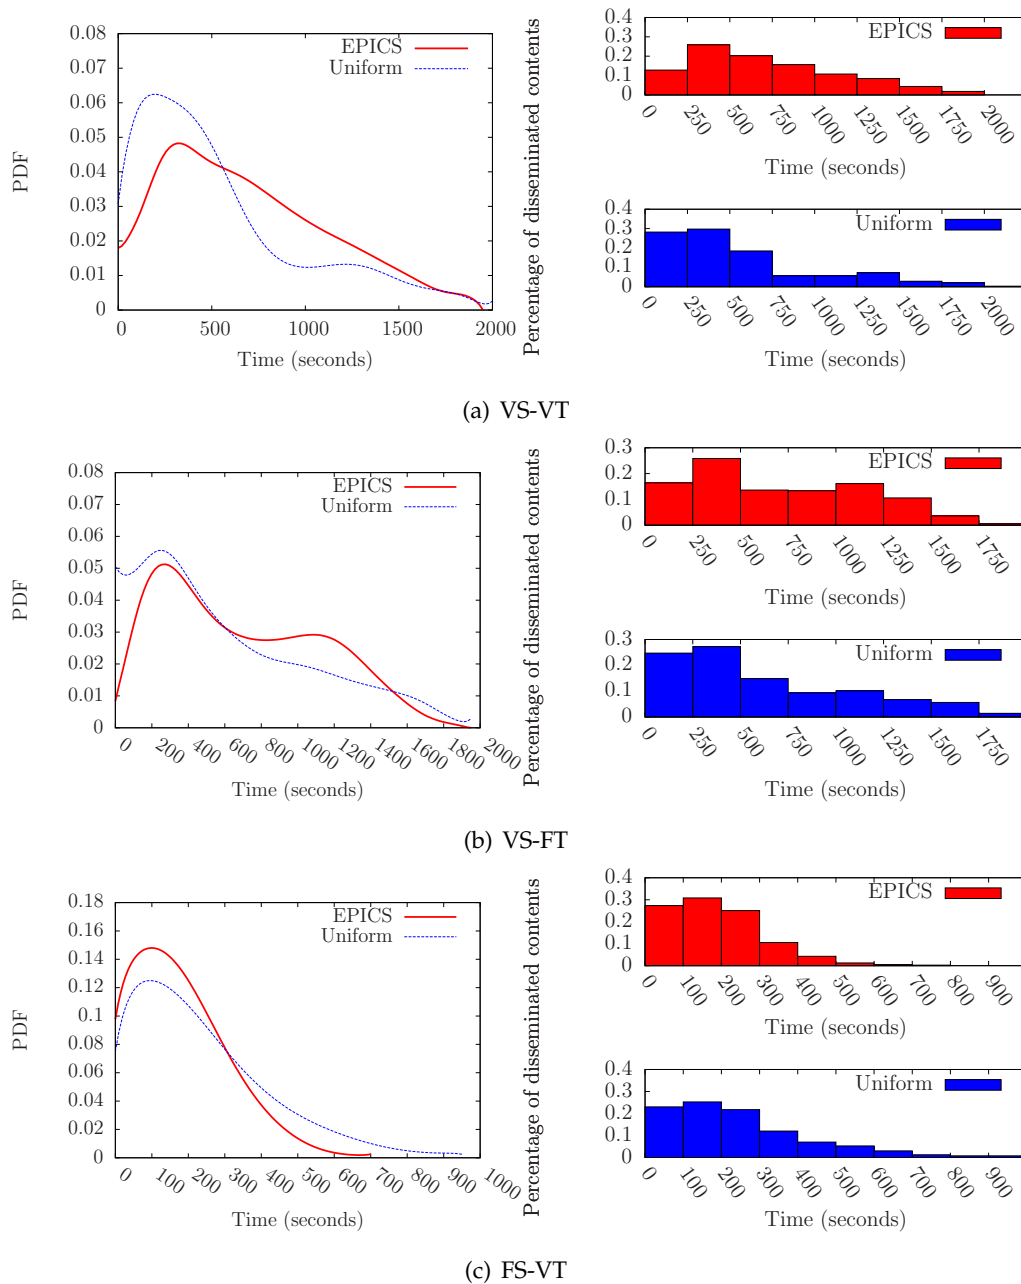 0.08
0.07
0.06
0.05
0.04
0.03
0.02
0.01
0
PDF
EPICS
Uniform
0 500 1000 1500 2000
Time (seconds)
Percentage of disseminated contents
0.4
0.3
0.2
0.1
0
EPICS
0 250 500 750 1000 1250 1500 1750 2000
Time (seconds)
0.4
0.3
0.2
0.1
0
Uniform
0 250 500 750 1000 1250 1500 1750 2000
Time (seconds)
(a) VS-VT
0.08
0.07
0.06
0.05
0.04
0.03
0.02
0.01
0
PDF
EPICS
Uniform
0 200 400 600 800 1000 1200 1400 1600 1800 2000
Time (seconds)
Percentage of disseminated contents
0.3
0.2
0.1
0
EPICS
0 250 500 750 1000 1250 1500 1750
Time (seconds)
0.3
0.2
0.1
0
Uniform
0 250 500 750 1000 1250 1500 1750
Time (seconds)
(b) VS-FT
0.18
0.16
0.14
0.12
0.1
0.08
0.06
0.04
0.02
0
PDF
EPICS
Uniform
0 100 200 300 400 500 600 700 800 900 1000
Time (seconds)
Percentage of disseminated contents
0.4
0.3
0.2
0.1
0
EPICS
0 100 200 300 400 500 600 700 800 900
Time (seconds)
0.4
0.3
0.2
0.1
0
Uniform
0 100 200 300 400 500 600 700 800 900
Time (seconds)
(c) FS-VT